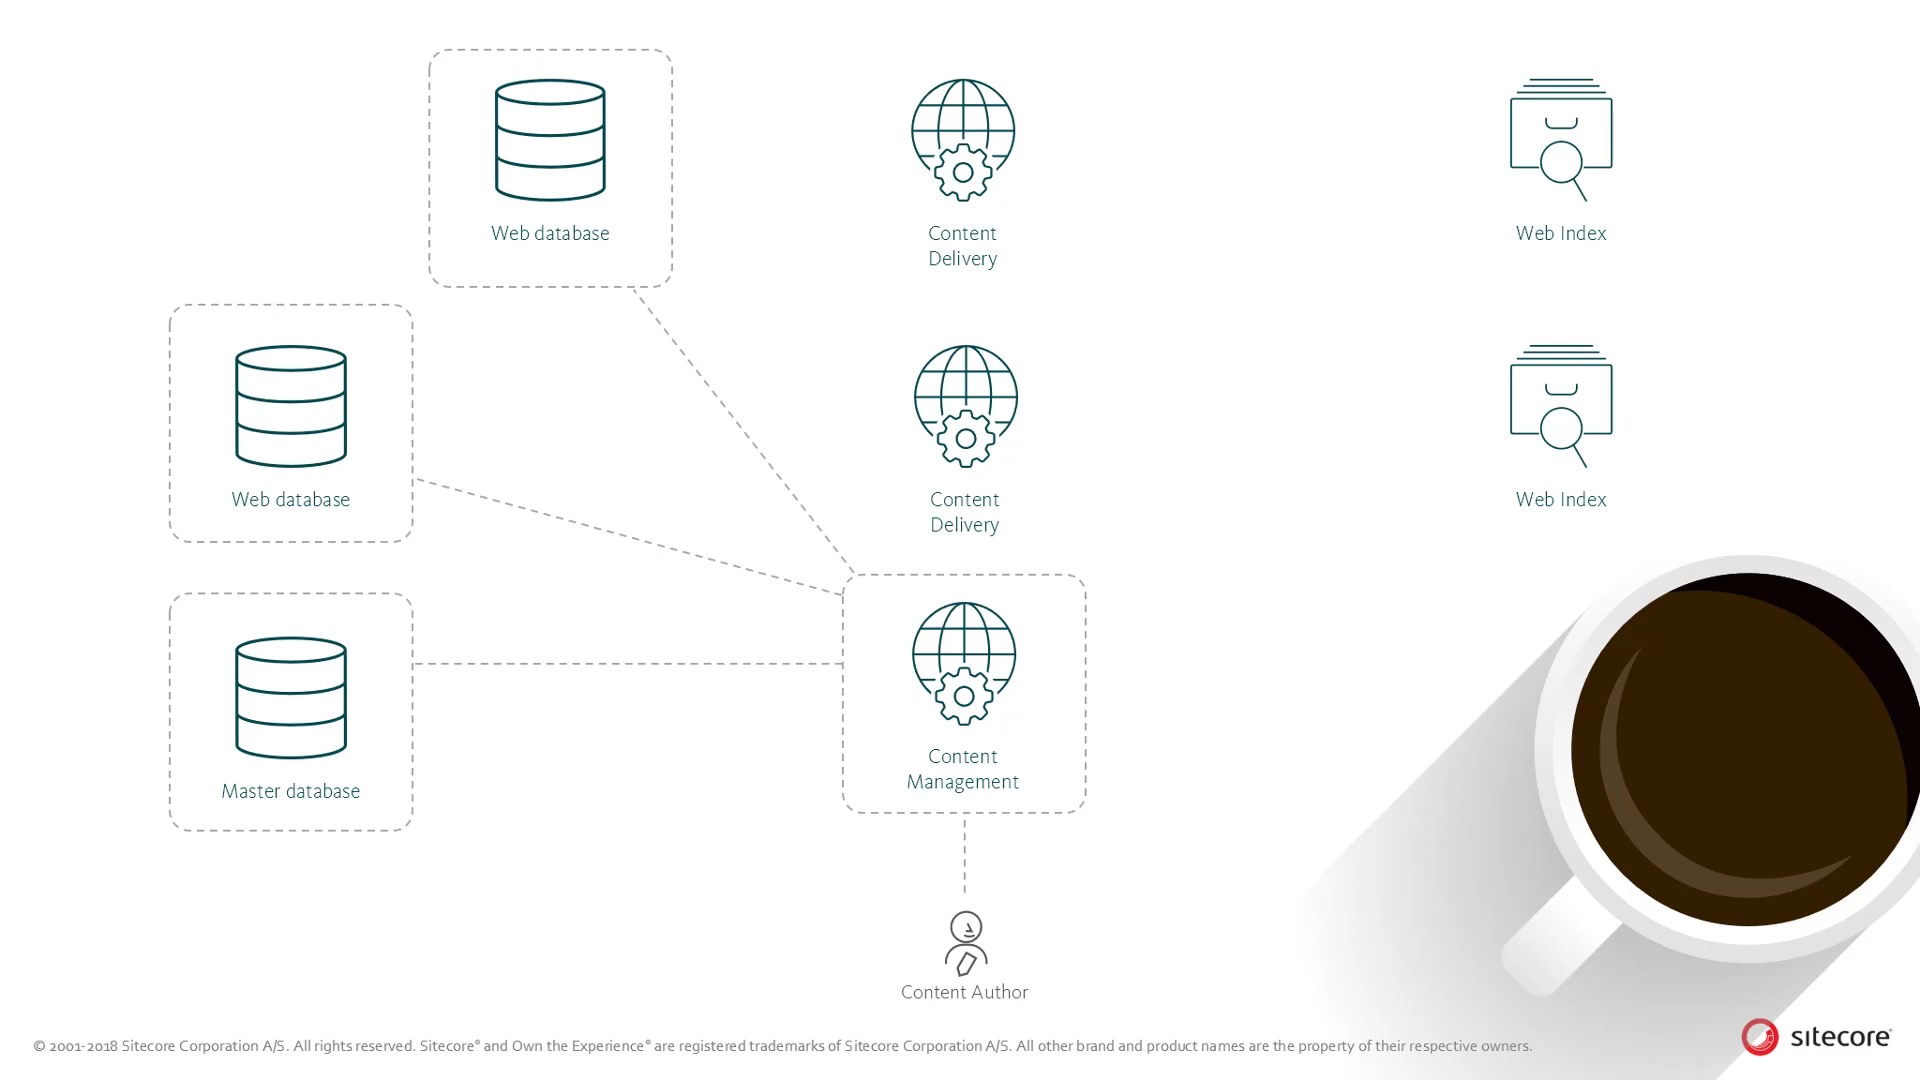 Web database
Content
Delivery
Web Index
Web database
Content
Delivery
Web Index
Master database
Content
Management
Content Author
© 2001-2018 Sitecore Corporation A/S. All rights reserved. Sitecore® and Own the Experience® are registered trademarks of Sitecore Corporation A/S. All other brand and product names are the property of their respective owners.
sitecore®